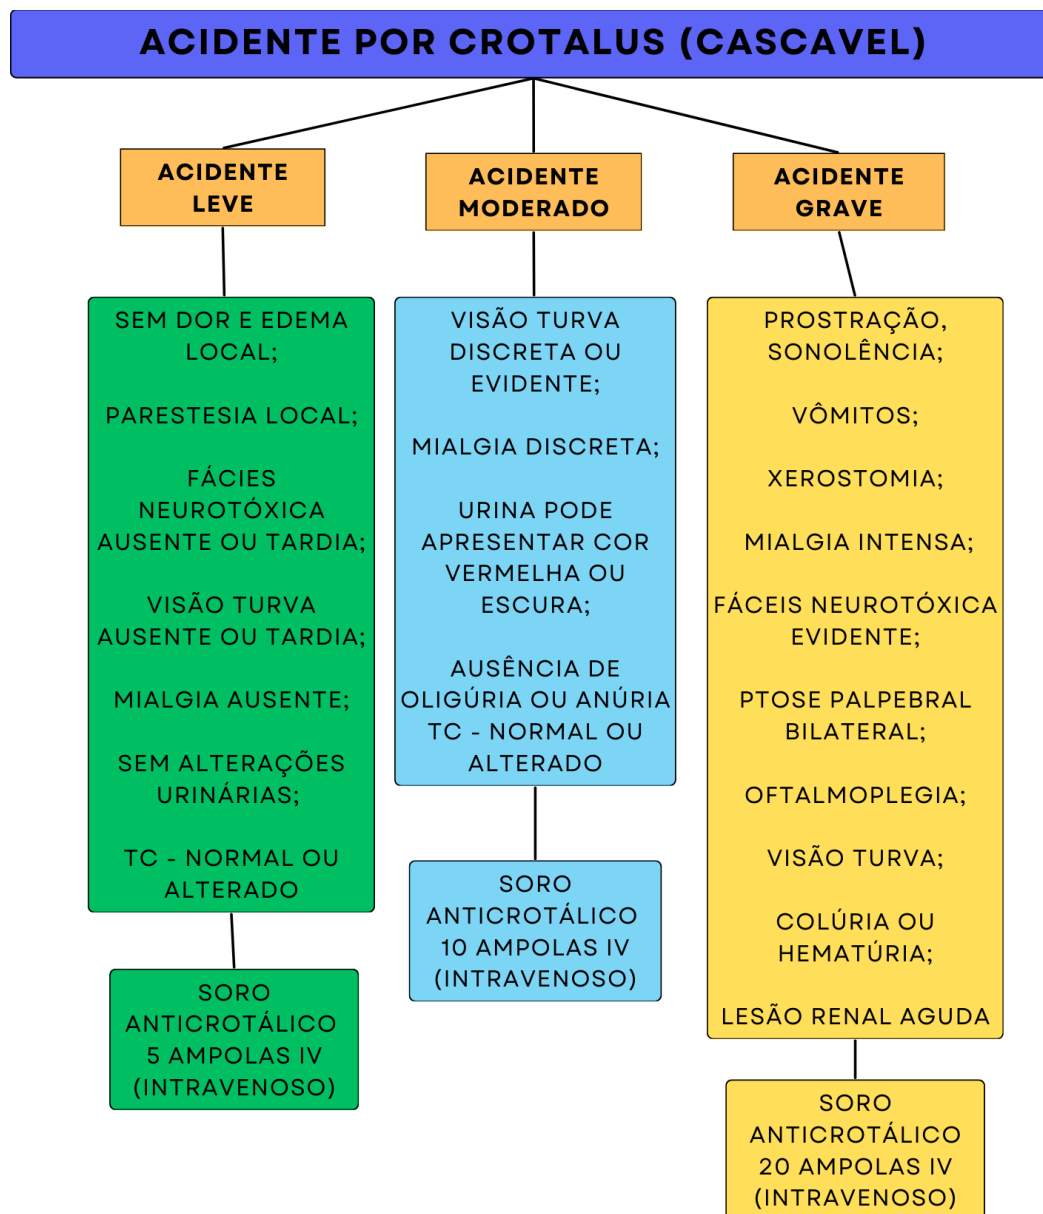 ACIDENTE POR CROTALUS (CASCAVEL)
ACIDENTE
LEVE
SEM DOR E EDEMA
LOCAL;
PARESTESIA LOCAL;
FÁCIES
NEUROTÓXICA
AUSENTE OU TARDIA;
VISÃO TURVA
AUSENTE OU TARDIA;
MIALGIA AUSENTE;
SEM ALTERAÇÕES
URINÁRIAS;
TC - NORMAL OU
ALTERADO
SORO
ANTICROTÁLICO
5 AMPOLAS IV
(INTRAVENOSO)
ACIDENTE
MODERADO
VISÃO TURVA
DISCRETA OU
EVIDENTE;
MIALGIA DISCRETA;
URINA PODE
APRESENTAR COR
VERMELHA OU
ESCURA;
AUSÊNCIA DE
OLIGÚRIA OU ANÚRIA
TC - NORMAL OU
ALTERADO
SORO
ANTICROTÁLICO
10 AMPOLAS IV
(INTRAVENOSO)
ACIDENTE
GRAVE
PROSTRAÇÃO,
SONOLÊNCIA;
VÔMITOS;
XEROSTOMIA;
MIALGIA INTENSA;
FÁCEIS NEUROTÓXICA
EVIDENTE;
PTOSE PALPEBRAL
BILATERAL;
OFTALMOPLEGIA;
VISÃO TURVA;
COLÚRIA OU
HEMATÚRIA;
LESÃO RENAL AGUDA
SORO
ANTICROTÁLICO
20 AMPOLAS IV
(INTRAVENOSO)